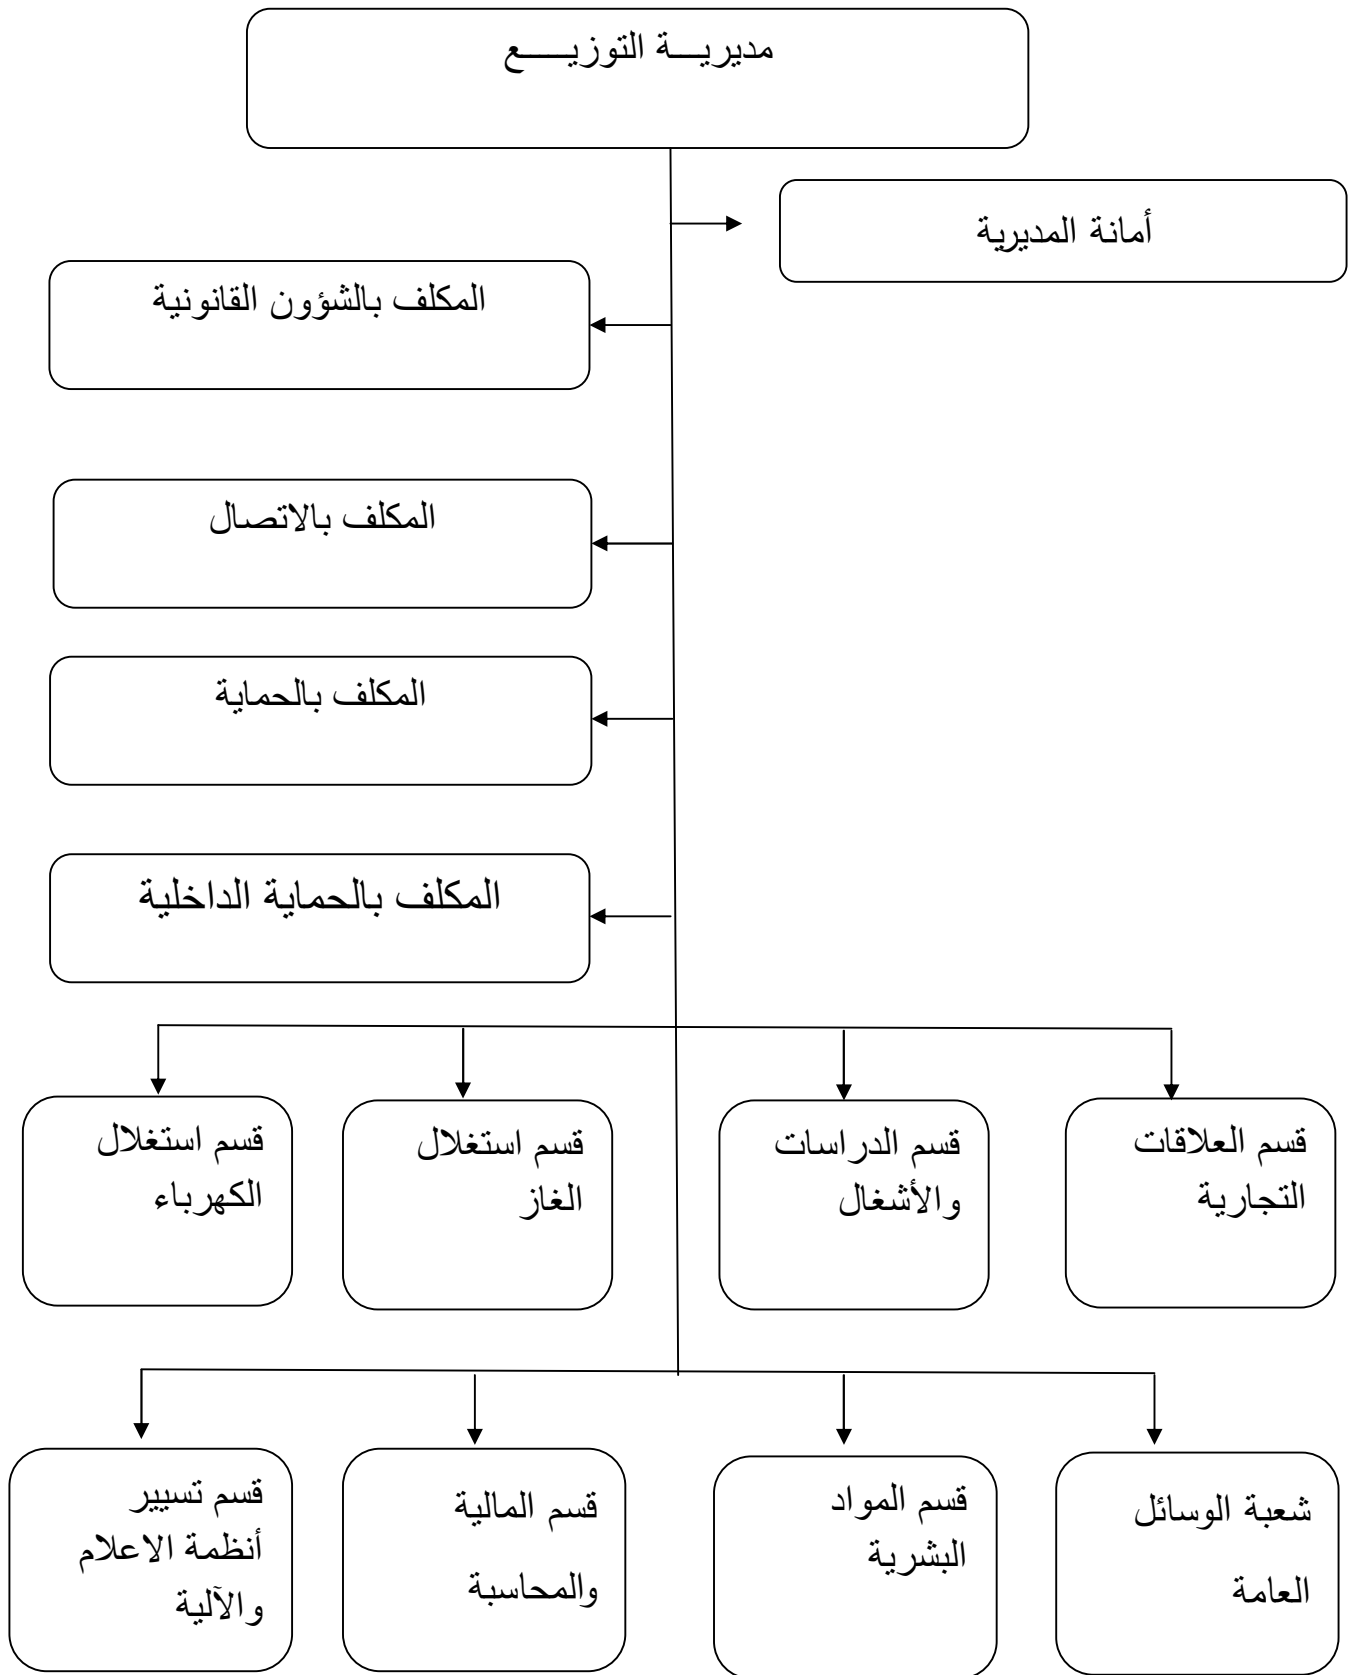 مديريـــة التوزيـــــع
أمانة المديرية
المكلف بالشؤون القانونية
المكلف بالاتصال
المكلف بالحماية
المكلف بالحماية الداخلية
قسم العلاقات
التجارية
قسم الدراسات
والأشغال
قسم استغلال
الغاز
قسم استغلال
الكهرباء
شعبة الوسائل
العامة
قسم المواد
البشرية
قسم المالية
والمحاسبة
قسم تسيير
أنظمة الاعلام
والآلية